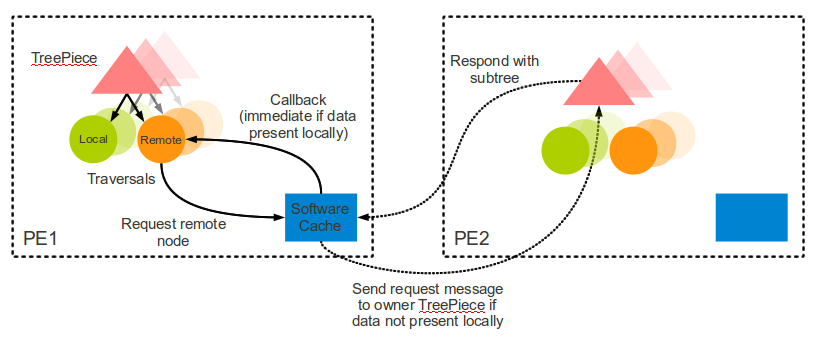 TreePiece
Local
Remote
Traversals
Callback
(immediate if data
present locally)
Request remote
node
Software
Cache
PE1
Respond with
subtree
PE2
Send request message
to owner TreePiece if
data not present locally